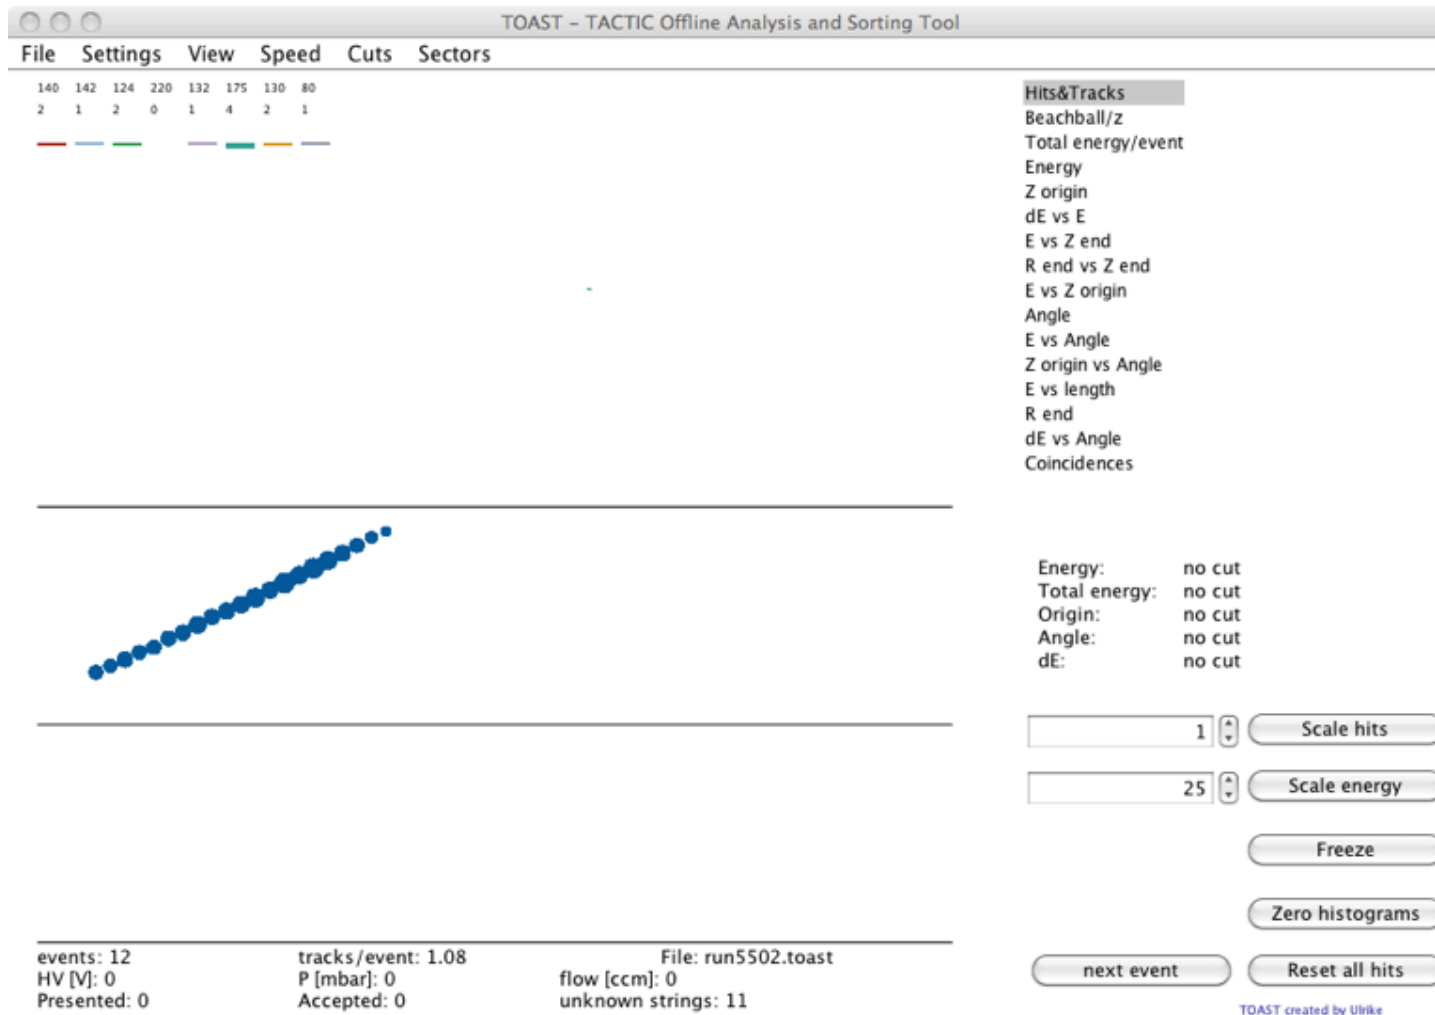 TOAST – TACTIC Offline Analysis and Sorting Tool
File Settings View Speed Cuts Sectors
140 142 124 220 132 175 130 80
2 1 2 0 1 4 2 1
Hits&Tracks
Beachball/z
Total energy/event
Energy
Z origin
dE vs E
E vs Z end
R end vs Z end
E vs Z origin
Angle
E vs Angle
Z origin vs Angle
E vs length
R end
dE vs Angle
Coincidences
Energy: no cut
Total energy: no cut
Origin: no cut
Angle: no cut
dE: no cut
1 Scale hits
25 Scale energy
Freeze
Zero histograms
events: 12 tracks/event: 1.08 File: run5502.toast
HV [V]: 0 P [mbar]: 0 flow [ccm]: 0
Presented: 0 Accepted: 0 unknown strings: 11
next event Reset all hits
TOAST created by Ulrike